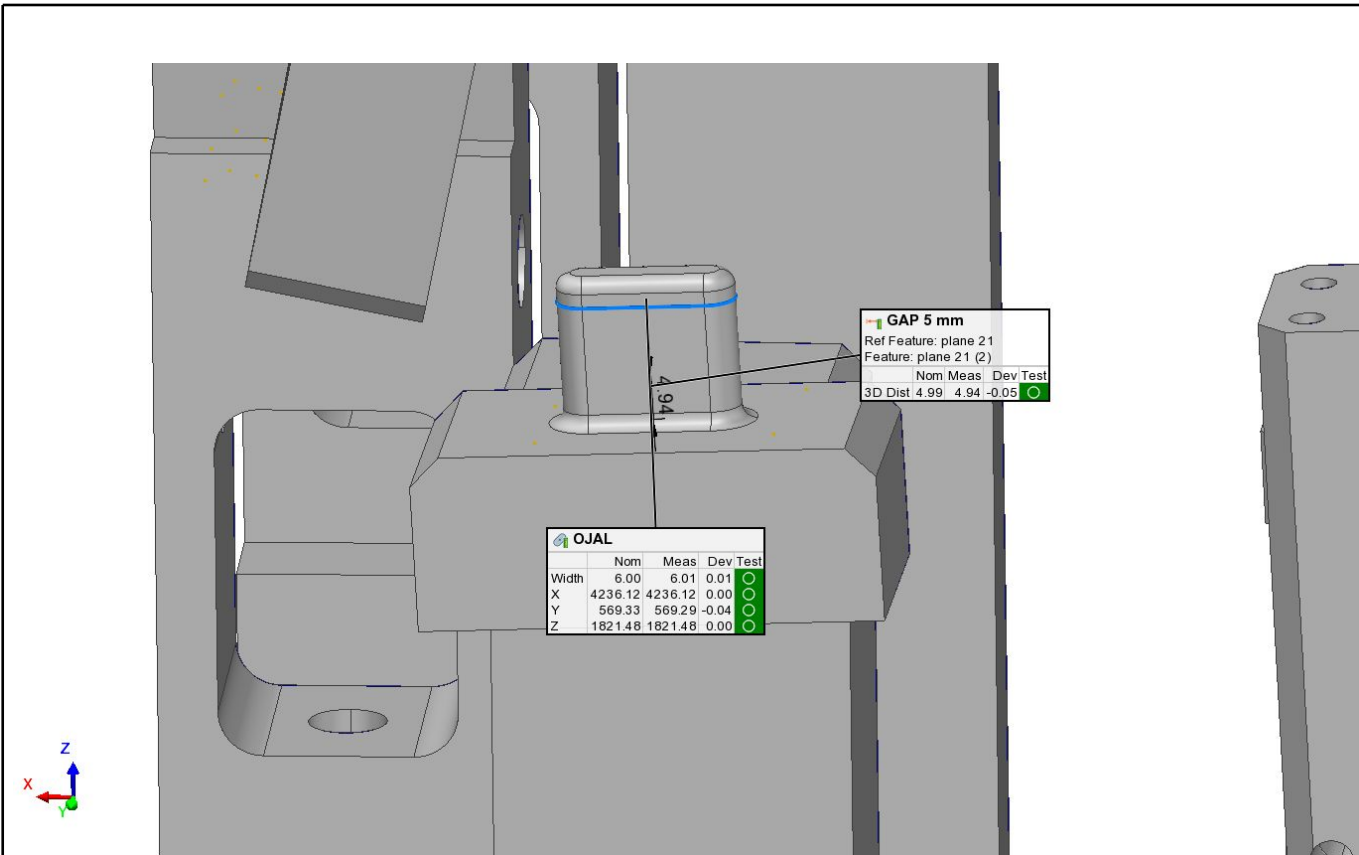 GAP 5 mm
Ref Feature: plane 21
Feature: plane 21 (2)
Nom Meas Dev Test
3D Dist 4.99 4.94 -0.05
4.94
OJAL
Nom Meas Dev Test
Width 6.00 6.01 0.01
X 4236.12 4236.12 0.00
Y 569.33 569.29 -0.04
Z 1821.48 1821.48 0.00
Z
X
Y